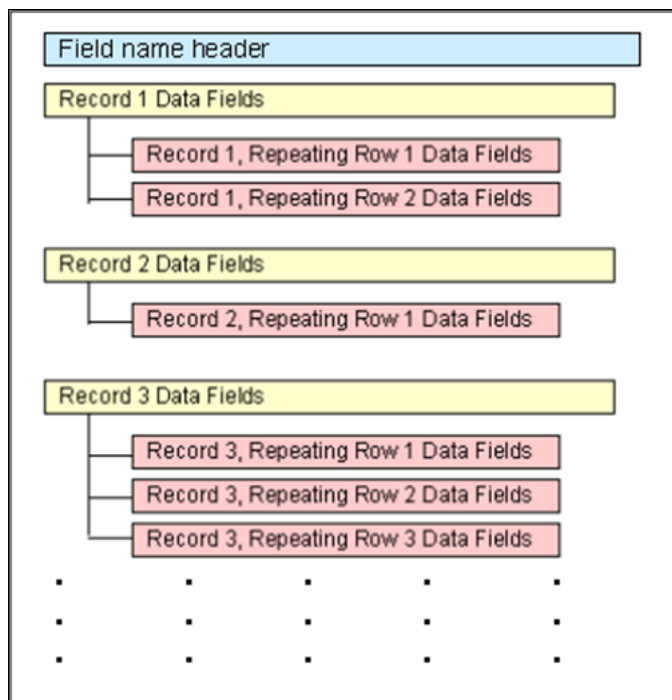 Field name header
Record 1 Data Fields
Record 1, Repeating Row 1 Data Fields
Record 1, Repeating Row 2 Data Fields
Record 2 Data Fields
Record 2, Repeating Row 1 Data Fields
Record 3 Data Fields
Record 3, Repeating Row 1 Data Fields
Record 3, Repeating Row 2 Data Fields
Record 3, Repeating Row 3 Data Fields